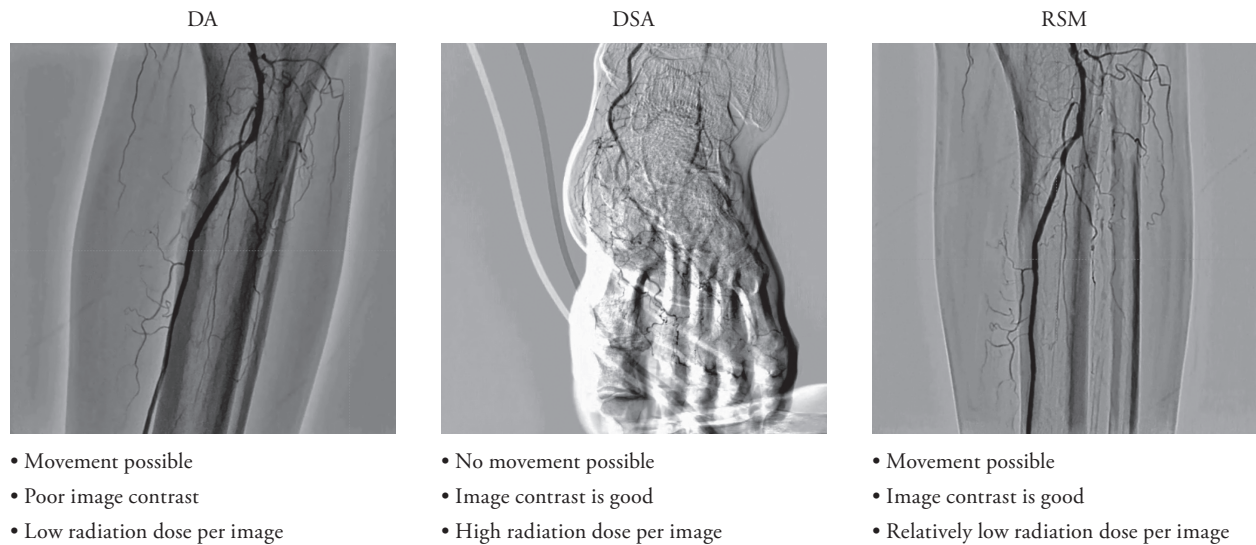 DA
• Movement possible
• Poor image contrast
• Low radiation dose per image
DSA
• No movement possible
• Image contrast is good
• High radiation dose per image
RSM
• Movement possible
• Image contrast is good
• Relatively low radiation dose per image